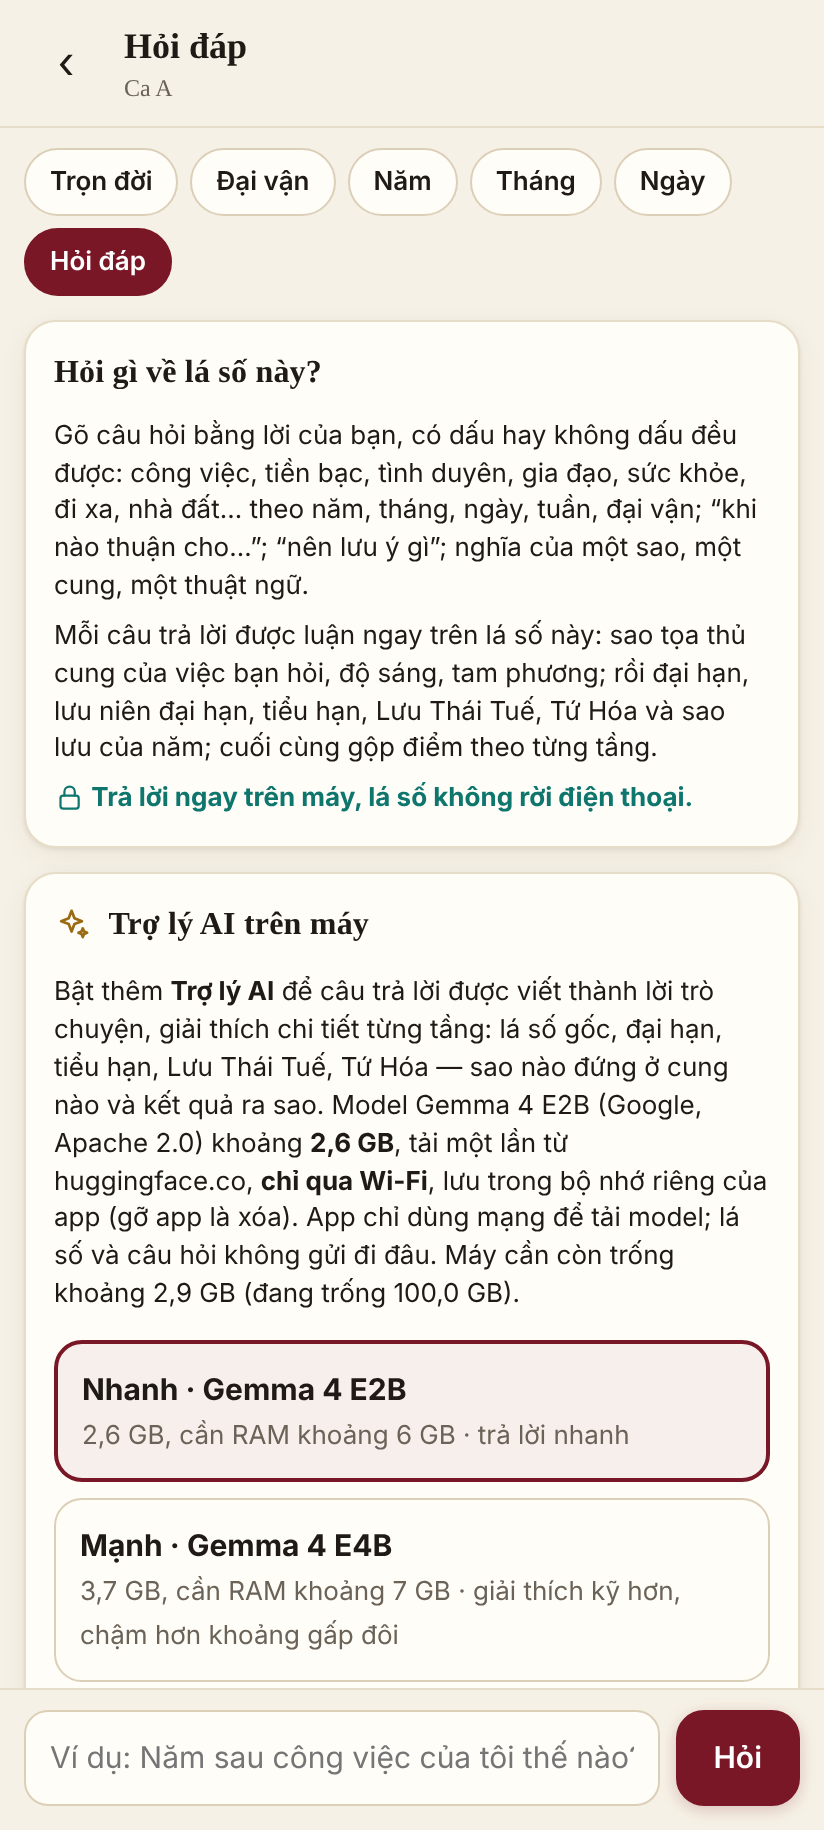 Hỏi đáp
Ca A
Trọn đời
Đại vận
Năm
Tháng
Ngày
Hỏi đáp
Hỏi gì về lá số này?
Gõ câu hỏi bằng lời của bạn, có dấu hay không dấu đều
được: công việc, tiền bạc, tình duyên, gia đạo, sức khỏe,
đi xa, nhà đất... theo năm, tháng, ngày, tuần, đại vận; “khi
nào thuận cho...”; “nên lưu ý gì”; nghĩa của một sao, một
cung, một thuật ngữ.
Mỗi câu trả lời được luận ngay trên lá số này: sao tọa thủ
cung của việc bạn hỏi, độ sáng, tam phương; rồi đại hạn,
lưu niên đại hạn, tiểu hạn, Lưu Thái Tuế, Tứ Hóa và sao
lưu của năm; cuối cùng gộp điểm theo từng tầng.
Trả lời ngay trên máy, lá số không rời điện thoại.
Trợ lý AI trên máy
Bật thêm Trợ lý AI để câu trả lời được viết thành lời trò
chuyện, giải thích chi tiết từng tầng: lá số gốc, đại hạn,
tiểu hạn, Lưu Thái Tuế, Tứ Hóa — sao nào đứng ở cung
nào và kết quả ra sao. Model Gemma 4 E2B (Google,
Apache 2.0) khoảng 2,6 GB, tải một lần từ
huggingface.co, chỉ qua Wi-Fi, lưu trong bộ nhớ riêng của
app (gỡ app là xóa). App chỉ dùng mạng để tải model; lá
số và câu hỏi không gửi đi đâu. Máy cần còn trống
khoảng 2,9 GB (đang trống 100,0 GB).
Nhanh · Gemma 4 E2B
2,6 GB, cần RAM khoảng 6 GB · trả lời nhanh
Mạnh · Gemma 4 E4B
3,7 GB, cần RAM khoảng 7 GB · giải thích kỹ hơn,
chậm hơn khoảng gấp đôi
Ví dụ: Năm sau công việc của tôi thế nào?
Hỏi